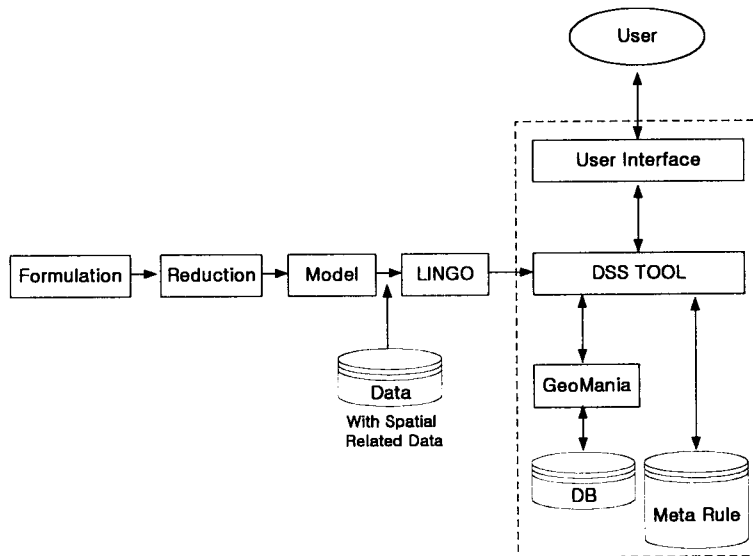 User
User Interface
Formulation
Reduction
Model
LINGO
DSS TOOL
Data
With Spatial
Related Data
GeoMania
DB
Meta Rule